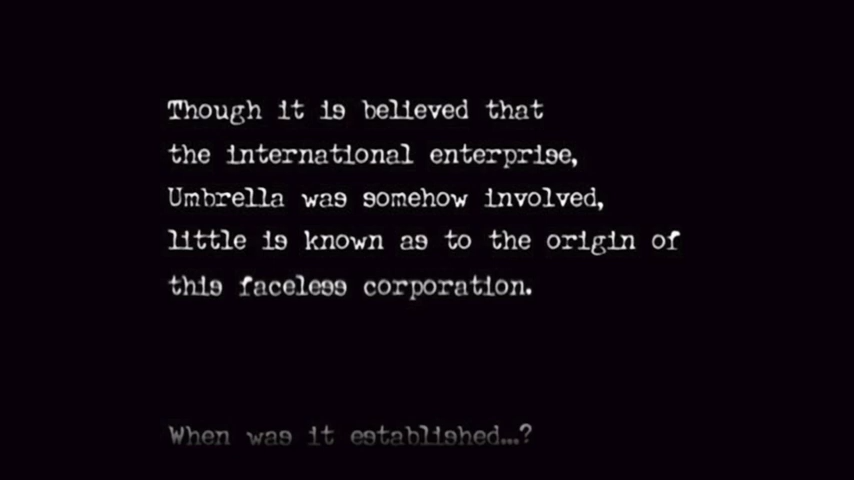 Though it is believed that
the international enterprise,
Umbrella was somehow involved,
little is known as to the origin of
this faceless corporation.
When was it established...?